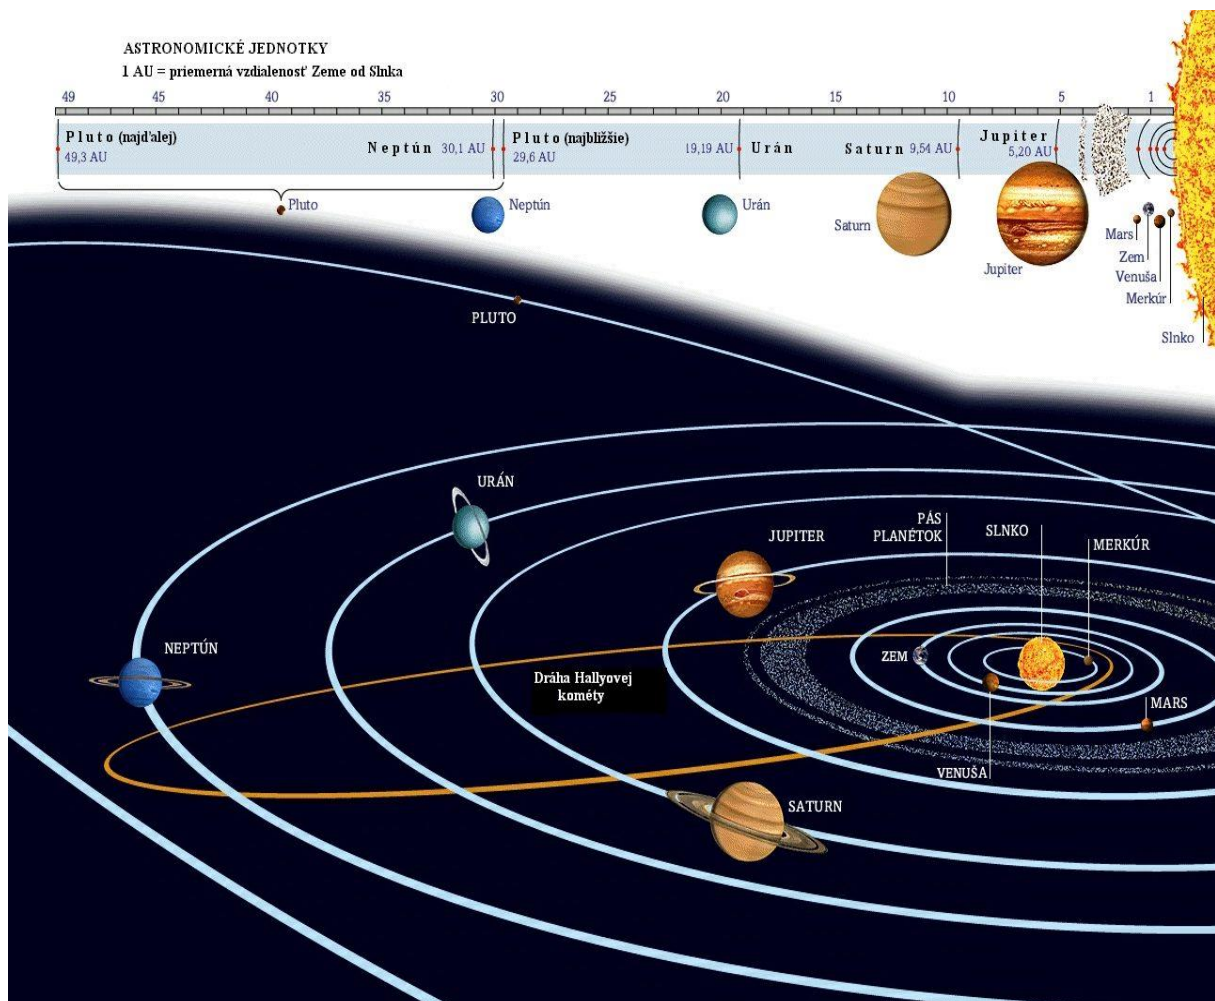 ASTRONOMICKÉ JEDNOTKY
1 AU = priemerná vzdialenosť Zeme od Slnka
49 45 40 35 30 25 20 15 10 5 1
Pluto (najďalej)
49,3 AU
Neptún 30,1 AU
Pluto (najbližšie)
29,6 AU
19,19 AU Urán
Saturn 9,54 AU
Jupiter
5,20 AU
Pluto
Neptún
Urán
Saturn
Jupiter
Mars
Zem
Venuša
Merkúr
Slnko
PLUTO
URÁN
JUPITER
PÁS
PLANÉTOK
SLNKO
MERKÚR
NEPTÚN
ZEM
Dráha Hallyovej
kométy
MARS
VENUŠA
SATURN